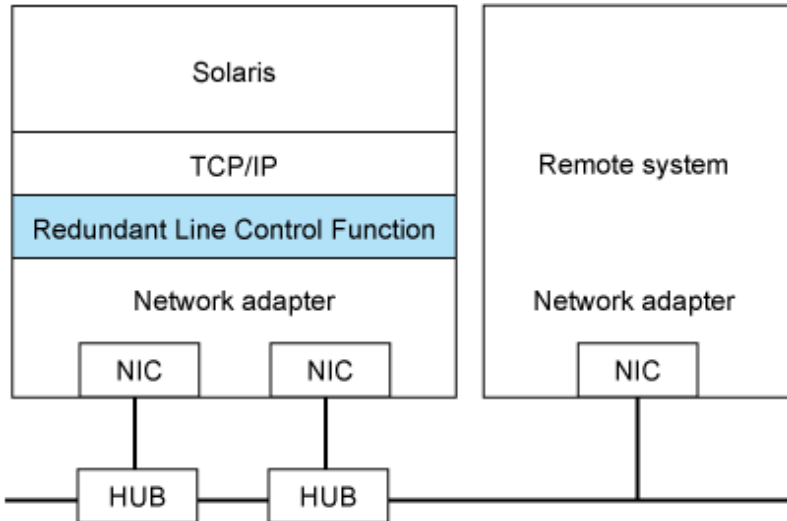 Solaris
TCP/IP
Redundant Line Control Function
Network adapter
NIC
NIC
HUB
HUB
Remote system
Network adapter
NIC